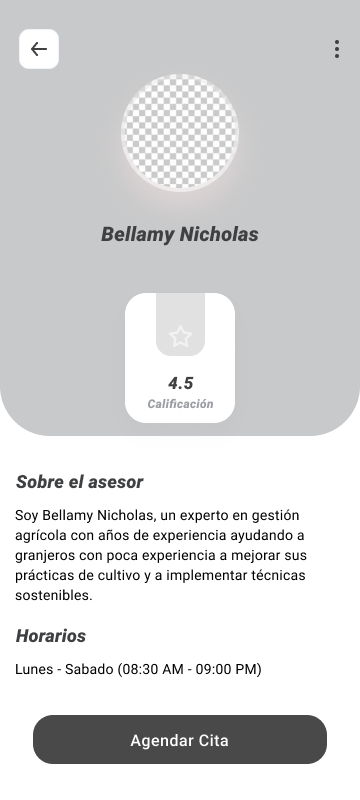 Bellamy Nicholas
4.5
Calificación
Sobre el asesor
Soy Bellamy Nicholas, un experto en gestión
agrícola con años de experiencia ayudando a
granjeros con poca experiencia a mejorar sus
prácticas de cultivo y a implementar técnicas
sostenibles.
Horarios
Lunes - Sabado (08:30 AM - 09:00 PM)
Agendar Cita